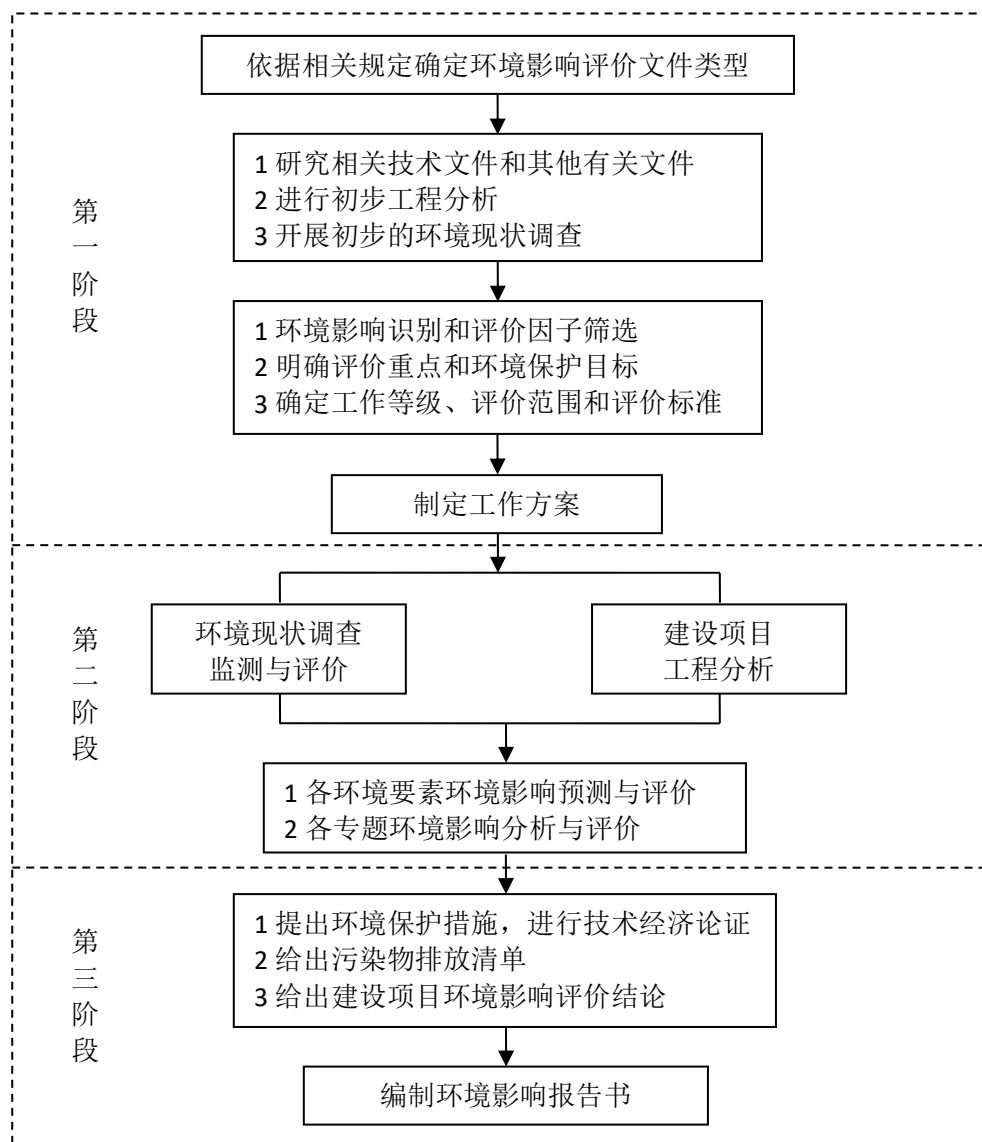 依据相关规定确定环境影响评价文件类型
1 研究相关技术文件和其他有关文件
2 进行初步工程分析
3 开展初步的环境现状调查
第一阶段
1 环境影响识别和评价因子筛选
2 明确评价重点和环境保护目标
3 确定工作等级、评价范围和评价标准
制定工作方案
第二阶段
环境现状调查
监测与评价
建设项目
工程分析
1 各环境要素环境影响预测与评价
2 各专题环境影响分析与评价
第三阶段
1 提出环境保护措施，进行技术经济论证
2 给出污染物排放清单
3 给出建设项目环境影响评价结论
编制环境影响报告书